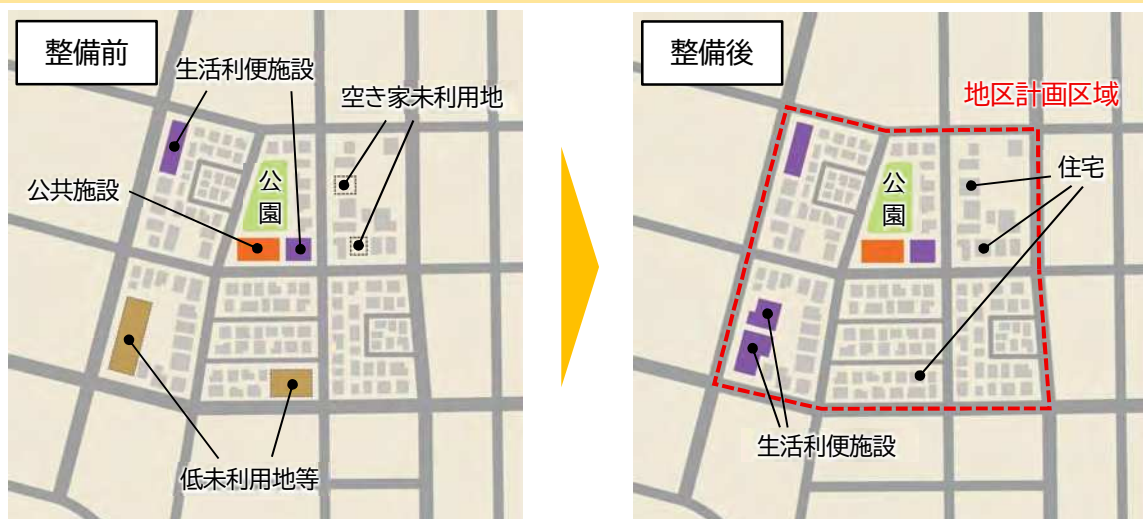 整備前
生活利便施設
空き家未利用地
公共施設
公
園
低未利用地等
整備後
地区計画区域
住宅
公
園
生活利便施設